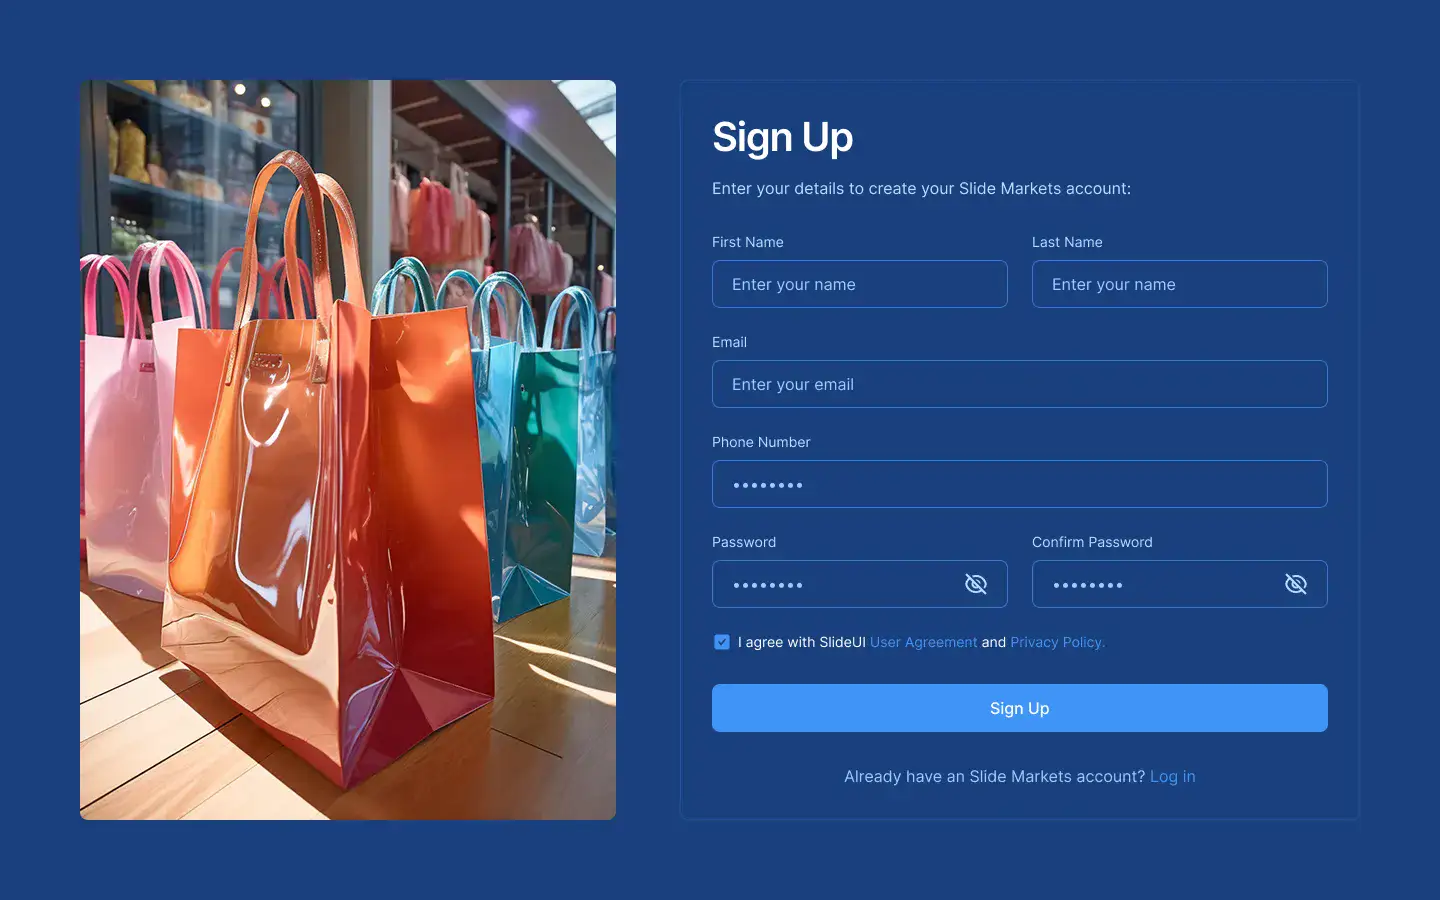 Sign Up
Enter your details to create your Slide Markets account:
First Name
Last Name
Enter your name
Enter your name
Email
Enter your email
Phone Number
••••••••
Password
Confirm Password
••••••••
••••••••
I agree with SlideUI User Agreement and Privacy Policy.
Sign Up
Already have an Slide Markets account? Log in